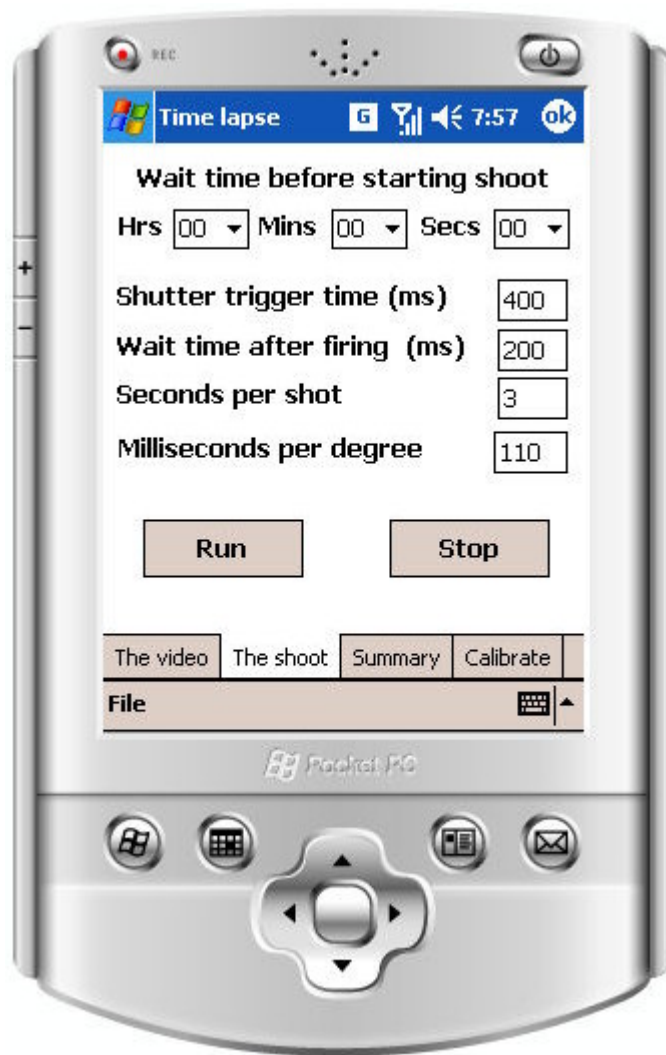 REC
Time lapse G 7:57 ok
Wait time before starting shoot
Hrs 00 Mins 00 Secs 00
Shutter trigger time (ms) 400
Wait time after firing (ms) 200
Seconds per shot 3
Milliseconds per degree 110
Run Stop
The video The shoot Summary Calibrate
File
Pocket PC
+
−